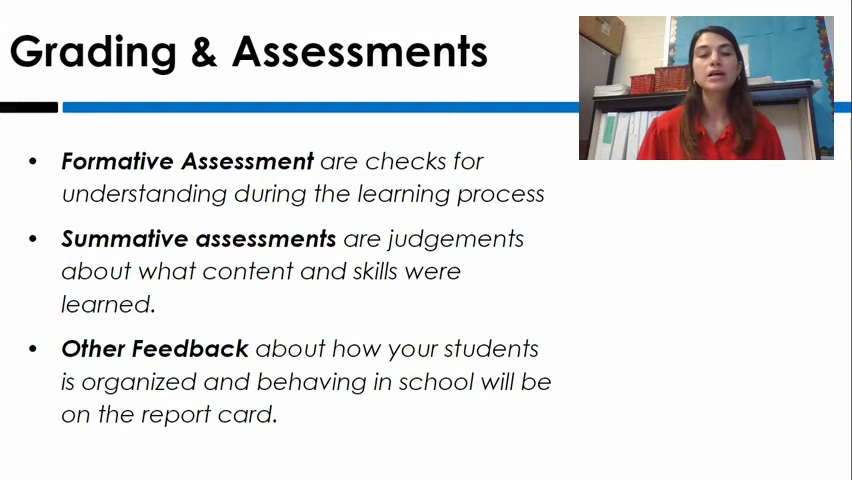 Grading & Assessments
• Formative Assessment are checks for
understanding during the learning process
• Summative assessments are judgements
about what content and skills were
learned.
• Other Feedback about how your students
is organized and behaving in school will be
on the report card.